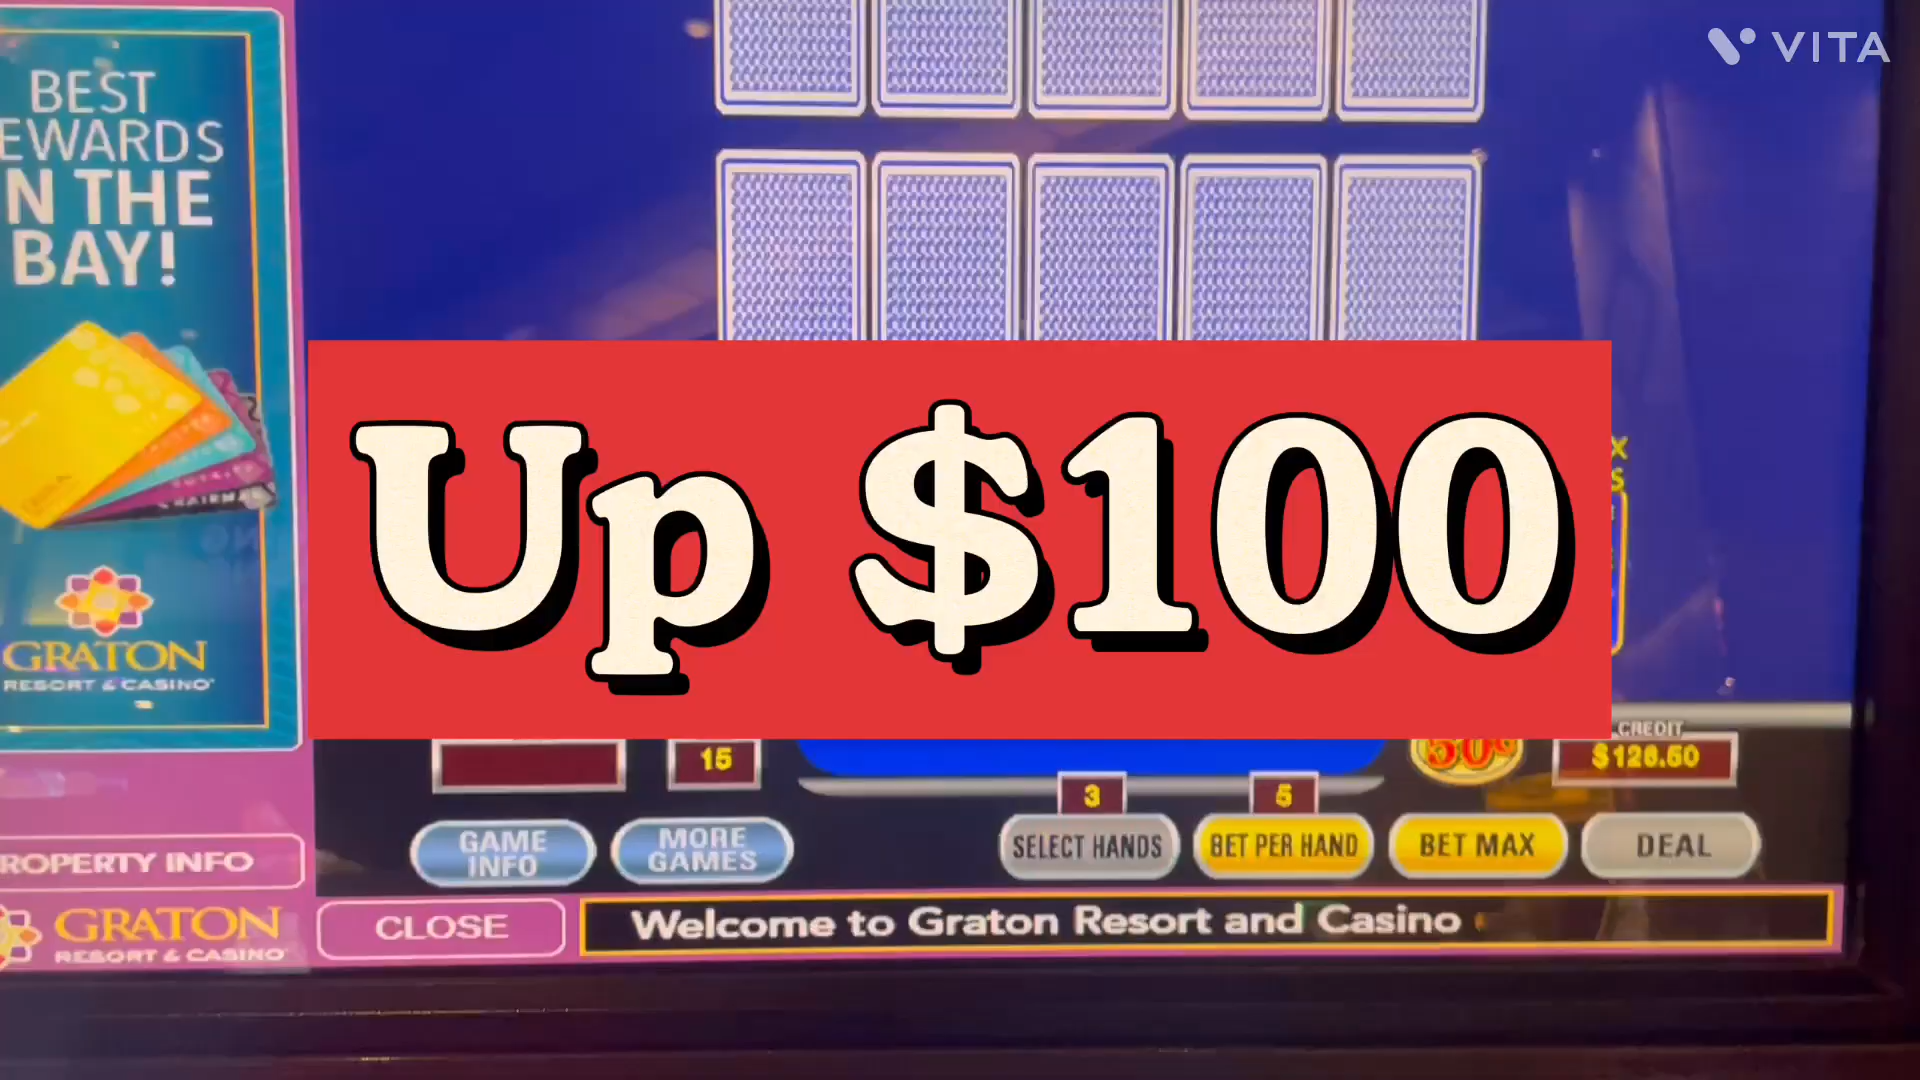 VITA
BEST
EWARDS
N THE
BAY!
GRATON
RESORT & CASINO
Up $100
X
S
CREDIT
15
50¢
$126.50
3
5
GAME
INFO
MORE
GAMES
SELECT HANDS
BET PER HAND
BET MAX
DEAL
ROPERTY INFO
GRATON
RESORT & CASINO
CLOSE
Welcome to Graton Resort and Casino